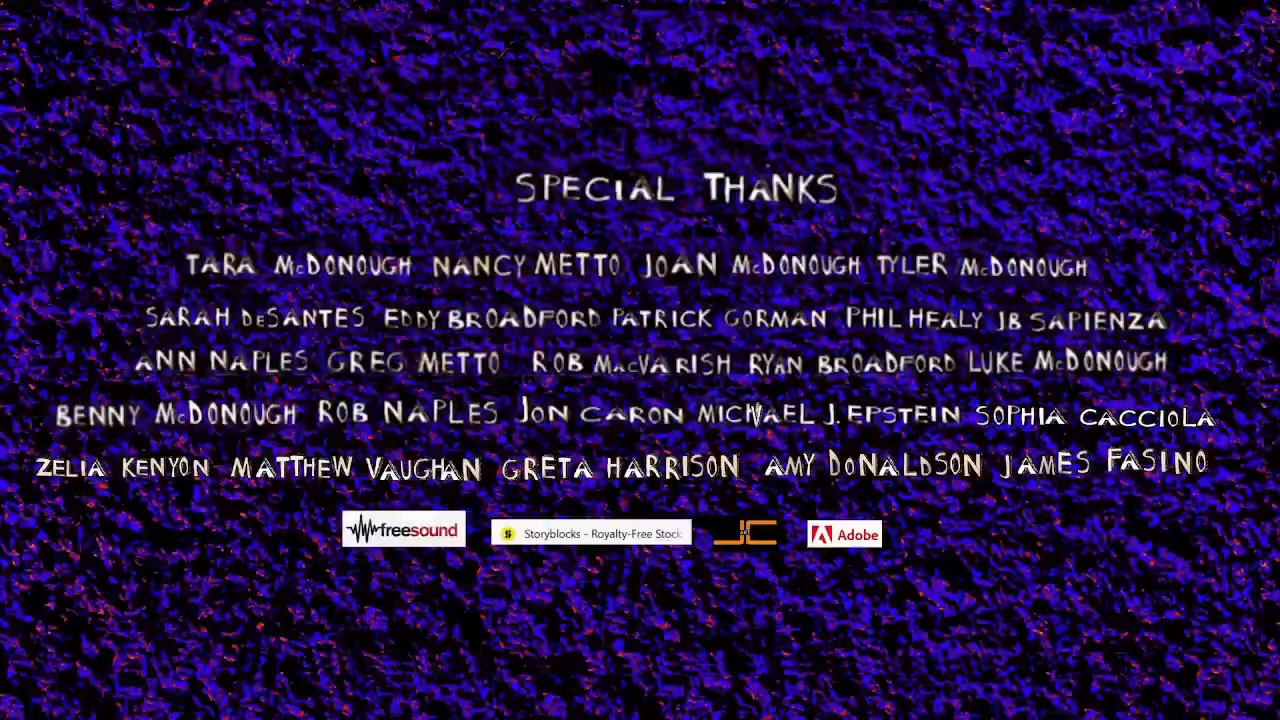 SPECIAL THANKS
TARA McDONOUGH NANCY METTO JOAN McDONOUGH TYLER McDONOUGH
SARAH DeSANTES EDDY BROADFORD PATRICK GORMAN PHIL HEALY JB SAPIENZA
ANN NAPLES GREG METTO ROB MacVARISH RYAN BROADFORD LUKE McDONOUGH
BENNY McDONOUGH ROB NAPLES JON CARON MICHAEL J. EPSTEIN SOPHIA CACCIOLA
ZELIA KENYON MATTHEW VAUGHAN GRETA HARRISON AMY DONALDSON JAMES FASINO
freesound Storyblocks - Royalty-Free Stock JC ART Adobe